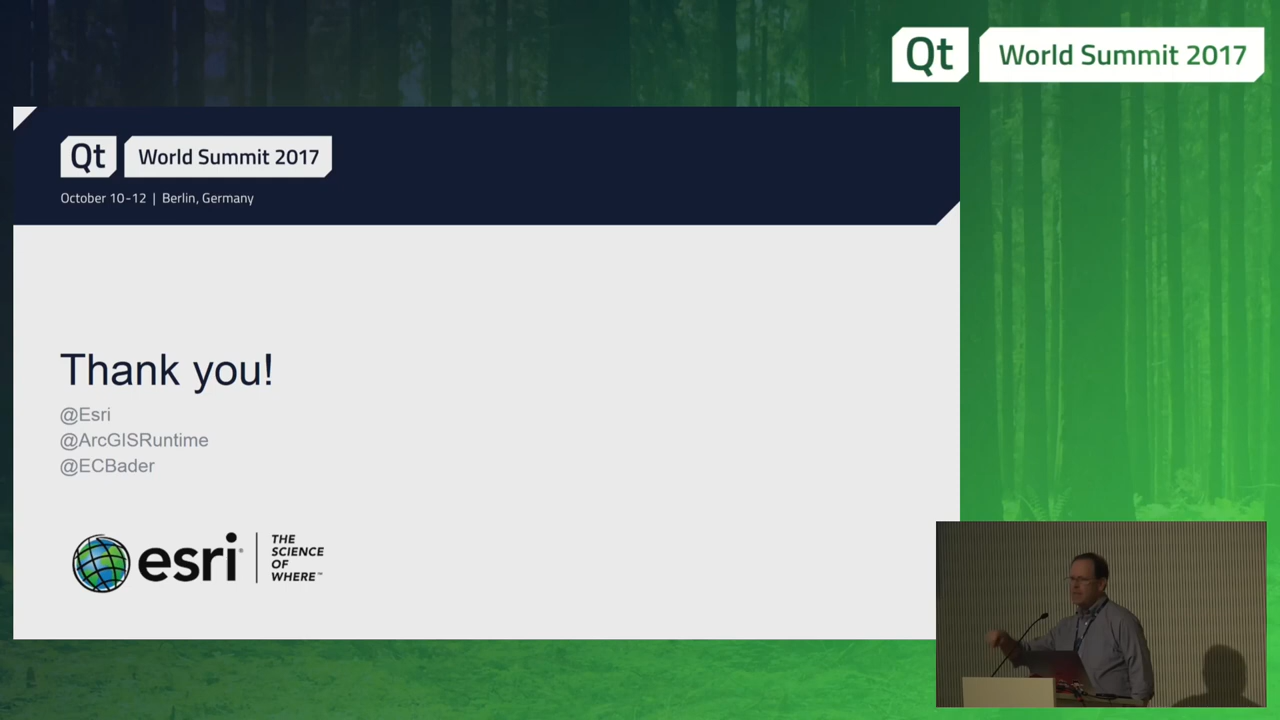 Qt World Summit 2017
Qt World Summit 2017
October 10-12 | Berlin, Germany
Thank you!
@Esri
@ArcGISRuntime
@ECBader
esri®
THE
SCIENCE
OF
WHERE™